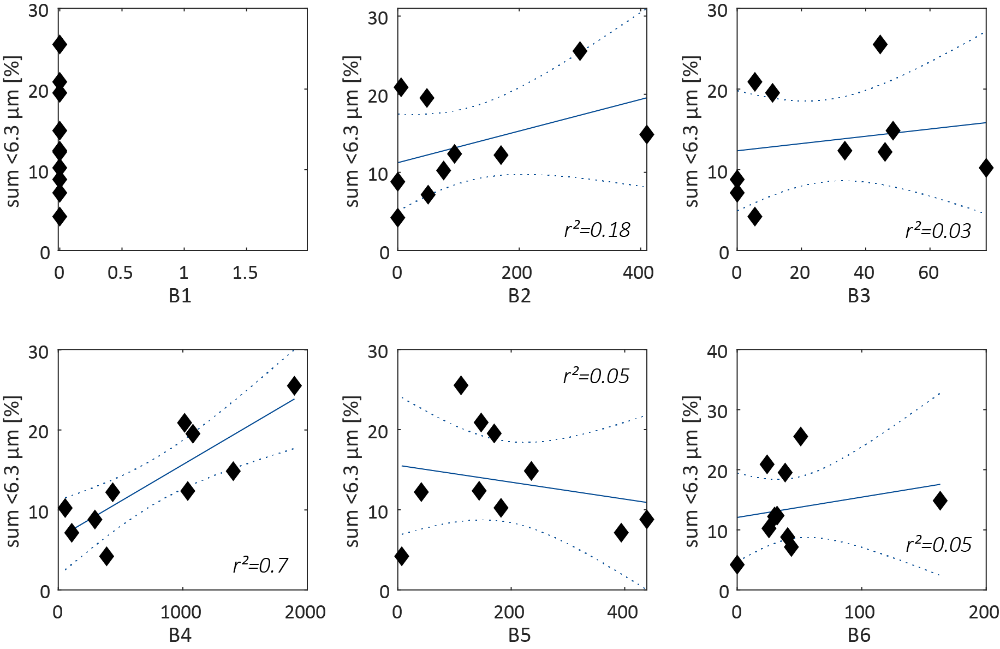 30
20
10
0
sum <6.3 µm [%]
0 0.5 1 1.5
B1
30
20
10
0
sum <6.3 µm [%]
r²=0.18
0 200 400
B2
30
20
10
0
sum <6.3 µm [%]
r²=0.03
0 20 40 60
B3
30
20
10
0
sum <6.3 µm [%]
r²=0.7
0 1000 2000
B4
30
20
10
0
sum <6.3 µm [%]
r²=0.05
0 200 400
B5
40
30
20
10
0
sum <6.3 µm [%]
r²=0.05
0 100 200
B6